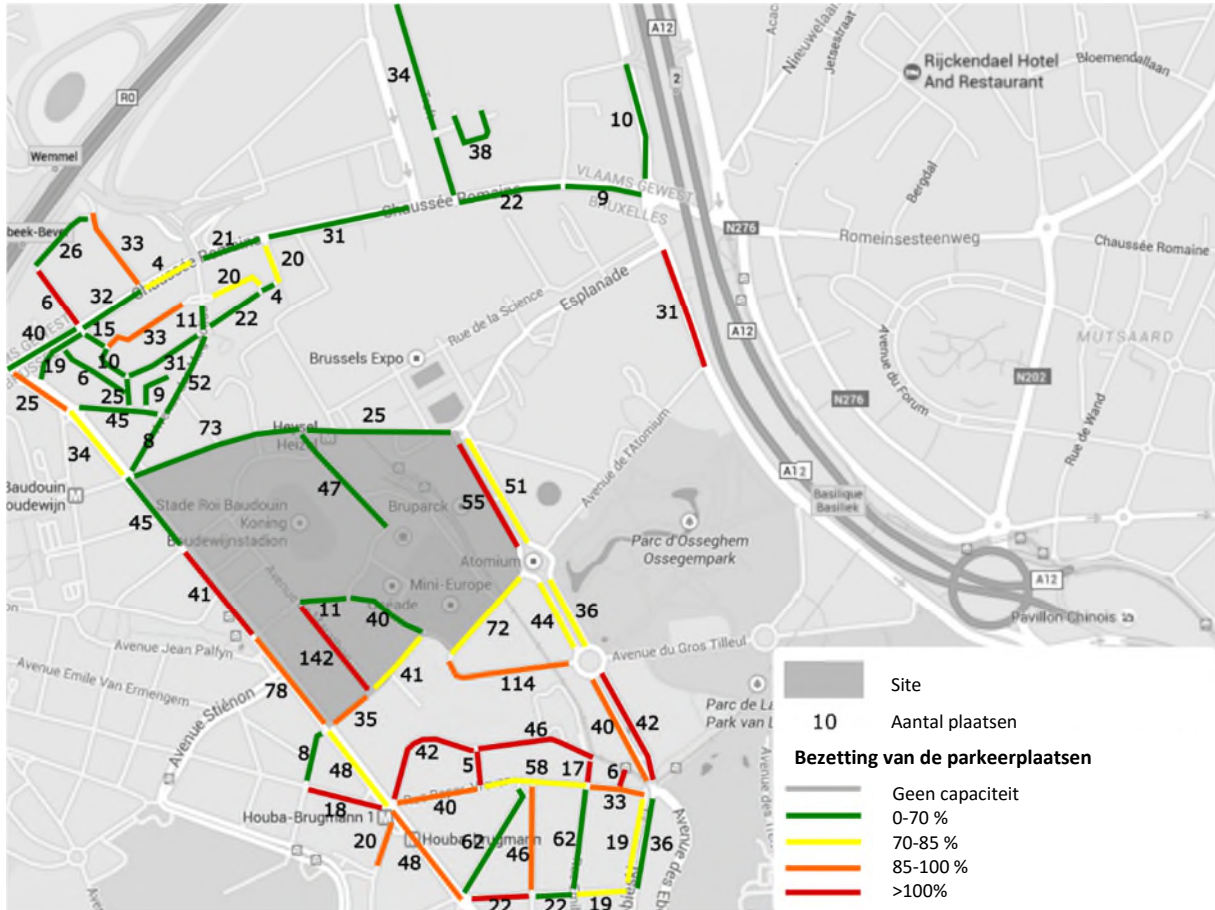 A12
Nieuwelaan
Jetsestraat
Bloemendallaan
2
34
Rijckendael Hotel
And Restaurant
R0
10
38
Wemmel
VLAAMS GEWEST
Bergdal
Chaussée Romaine
22
9
BRUXELLES
N276
Romeinsesteenweg
Chaussée Romaine
26
33
21
31
4
20
20
Chaussée Romaine
Esplanade
6
32
4
11
22
31
Rue de la Science
40
15
33
A12
MUTSAARD
10
31
Brussels Expo
19
6
52
Avenue du Forum
N202
25
9
25
45
N276
Rue de Wand
73
25
8
Heysel
Heizel
34
Avenue de l'Atomium
A12
Baudouin
47
51
Basilique
Basiliek
55
Stade Roi Baudouin
Koning
Boudewijnstadion
Bruparck
45
Parc d'Osseghem
Ossegempark
Atomium
41
Mini-Europe
A12
11
40
36
44
72
Pavillon Chinois
Avenue Jean Palfyn
142
41
Avenue du Gros Tilleul
Avenue Emile Van Ermengem
114
78
Avenue Stiénon
35
40
42
46
8
42
48
5
58
17
6
33
40
18
Houba-Brugmann 1
Houba-Brugmann
20
48
62
46
62
19
36
22
22
19
Site
10
Aantal plaatsen
Bezetting van de parkeerplaatsen
Geen capaciteit
0-70 %
70-85 %
85-100 %
>100%